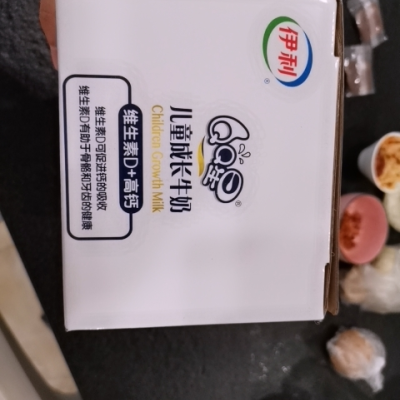 伊利
®
QQ星®
儿童成长牛奶
Children Growth Milk
维生素D+高钙
维生素D可促进钙的吸收
维生素D有助于骨骼和牙齿的健康